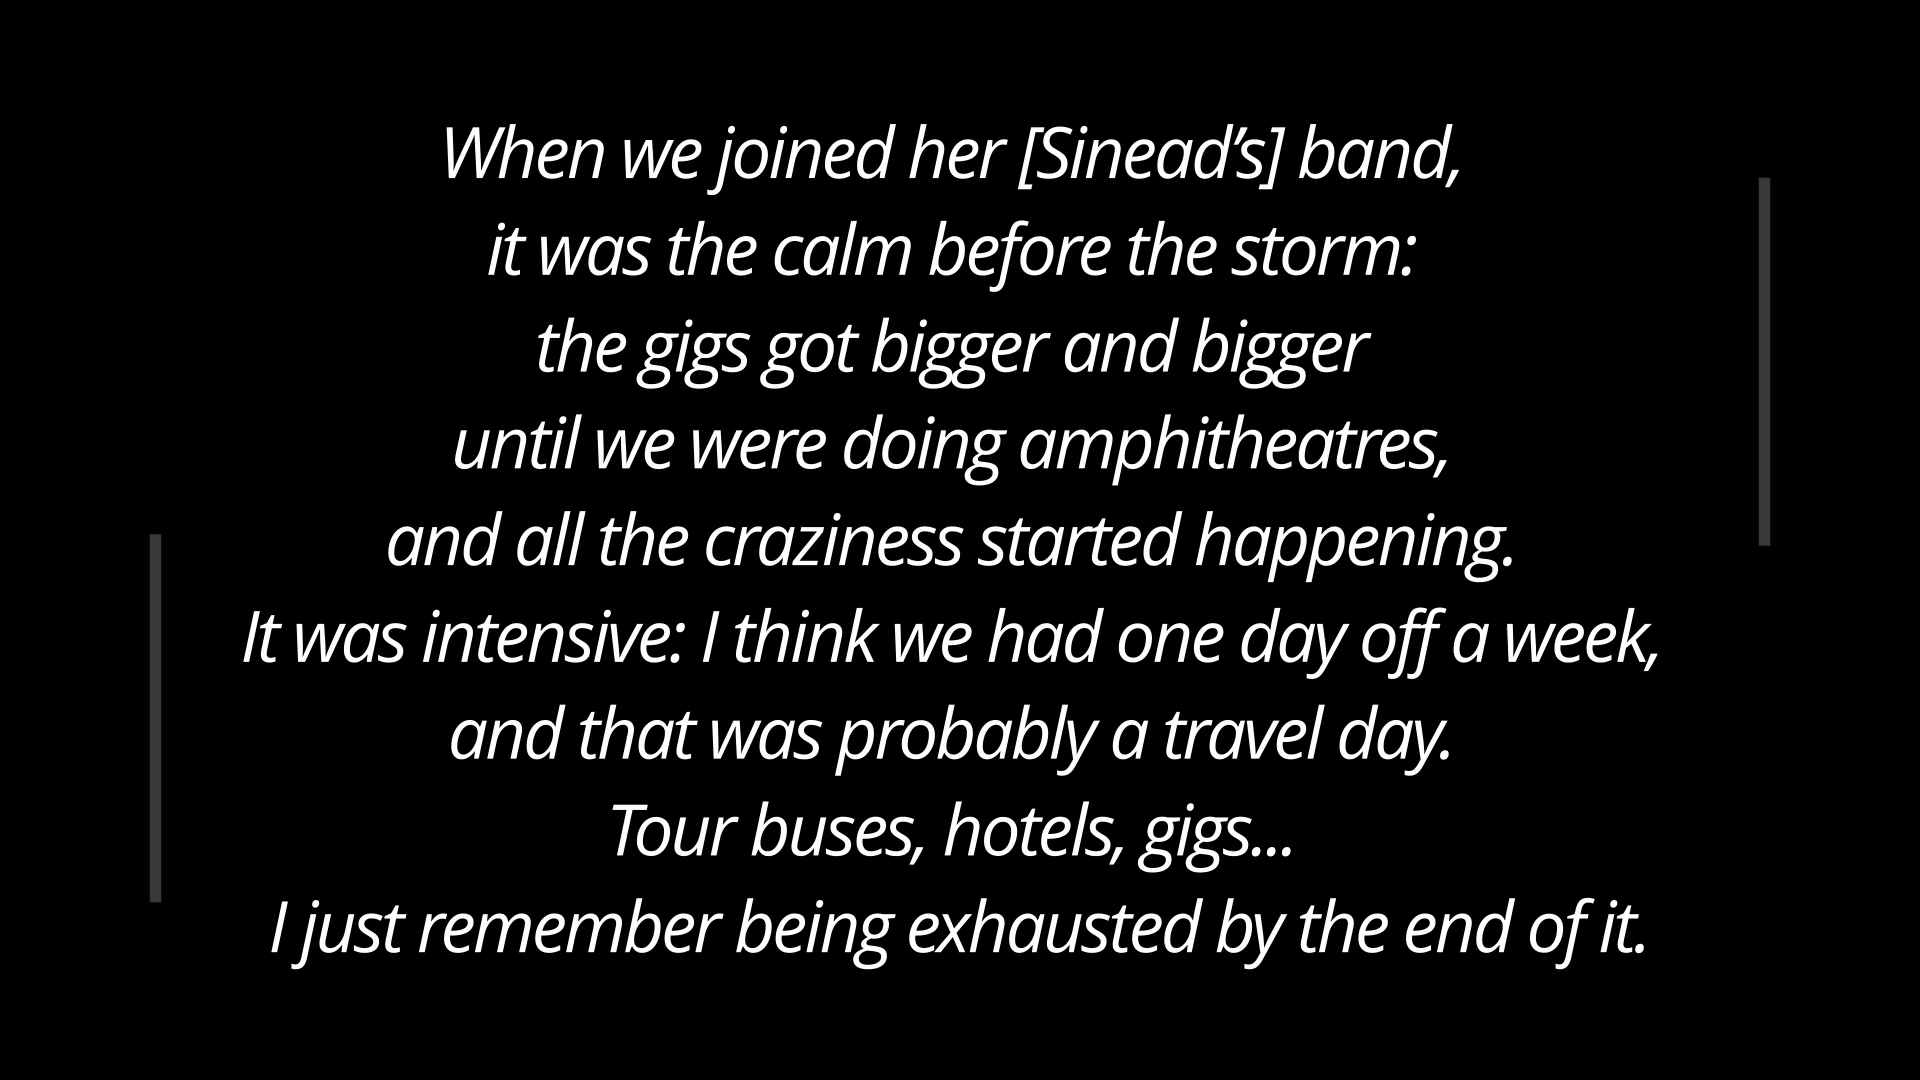 When we joined her [Sinead’s] band,
it was the calm before the storm:
the gigs got bigger and bigger
until we were doing amphitheatres,
and all the craziness started happening.
It was intensive: I think we had one day off a week,
and that was probably a travel day.
Tour buses, hotels, gigs...
I just remember being exhausted by the end of it.